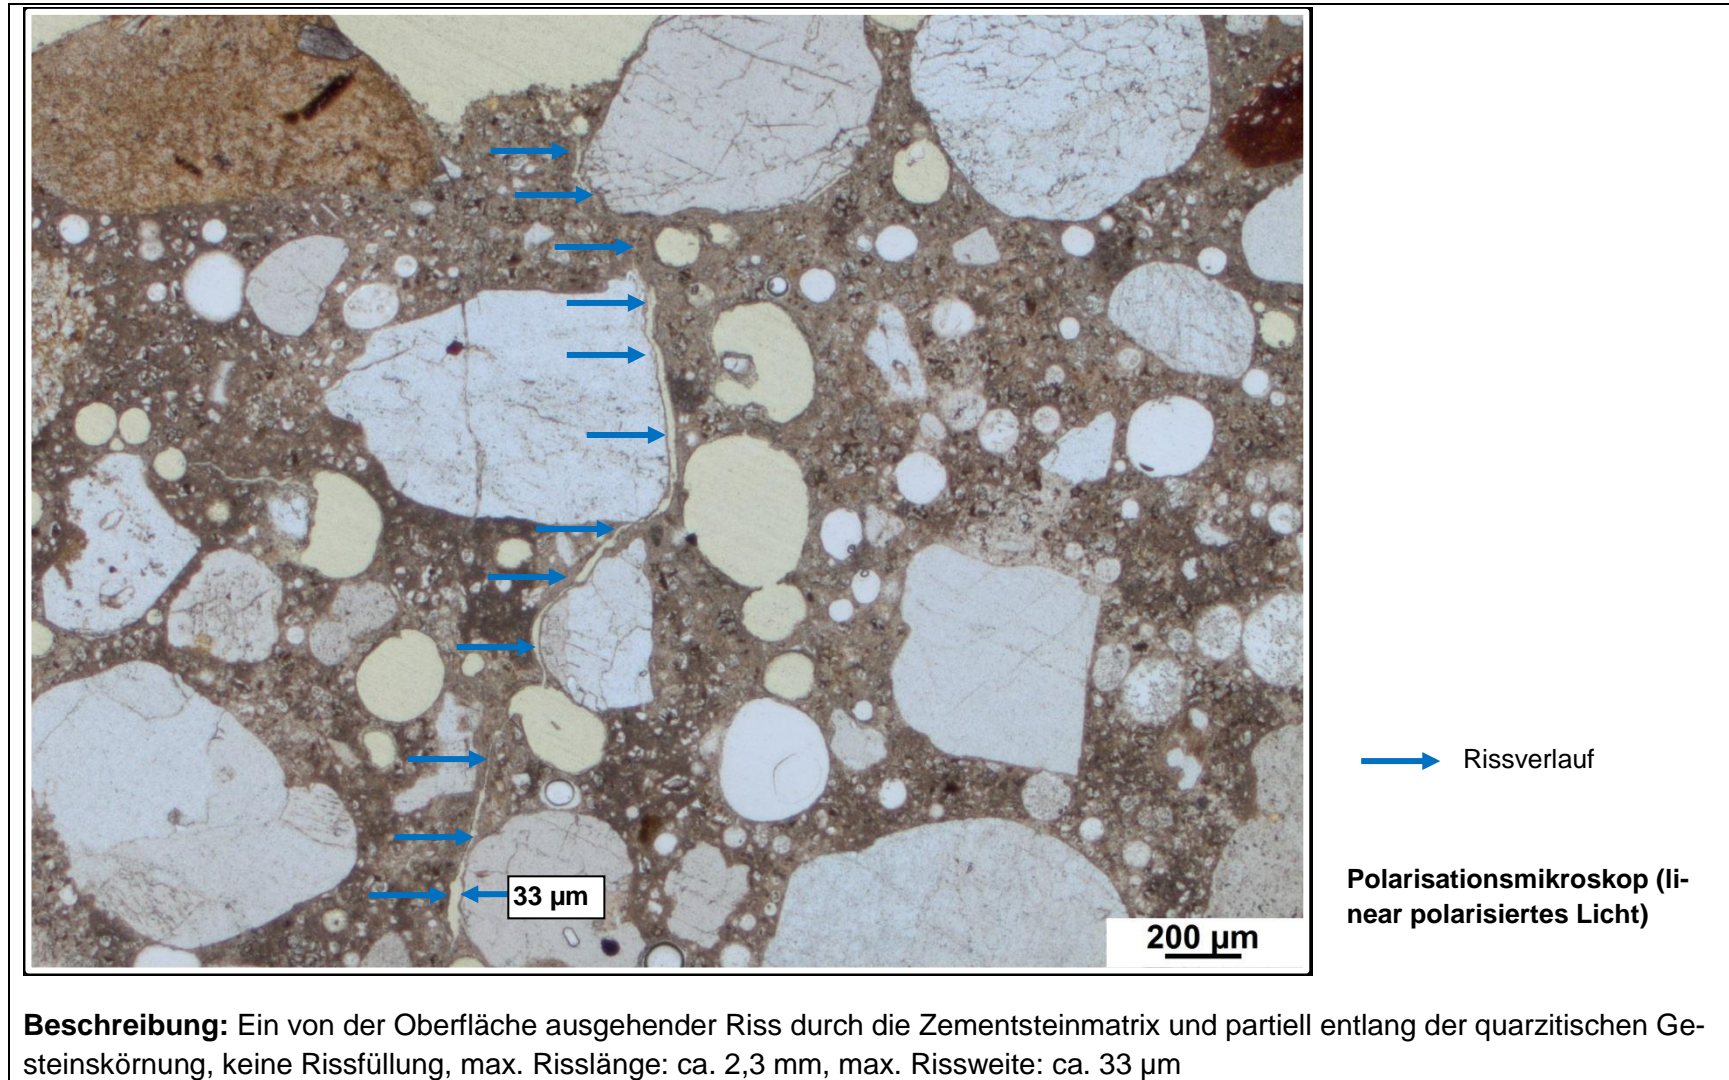 33 µm
200 µm
Rissverlauf
Polarisationsmikroskop (li-
near polarisiertes Licht)
Beschreibung: Ein von der Oberfläche ausgehender Riss durch die Zementsteinmatrix und partiell entlang der quarzitischen Ge-
steinskörnung, keine Rissfüllung, max. Risslänge: ca. 2,3 mm, max. Rissweite: ca. 33 µm